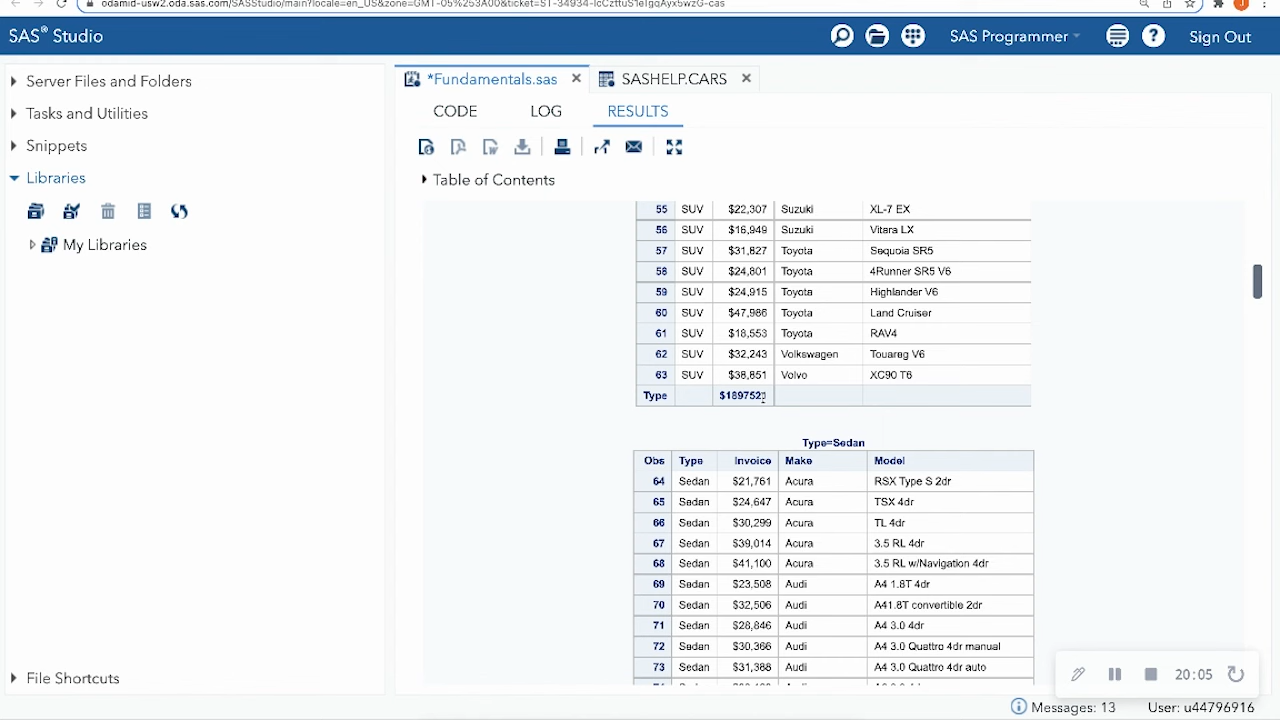 odamid-usw2.oda.sas.com/SASStudio/main?locale=en_US&zone=GMT-05%253A00&ticket=ST-34934-
SAS® Studio
SAS Programmer
Sign Out
Server Files and Folders
Tasks and Utilities
Snippets
Libraries
My Libraries
File Shortcuts
*Fundamentals.sas
SASHELP.CARS
CODE LOG RESULTS
Table of Contents
55 SUV $22,307 Suzuki XL-7 EX
56 SUV $16,949 Suzuki Vitara LX
57 SUV $31,827 Toyota Sequoia SR5
58 SUV $24,801 Toyota 4Runner SR5 V6
59 SUV $24,915 Toyota Highlander V6
60 SUV $47,986 Toyota Land Cruiser
61 SUV $18,553 Toyota RAV4
62 SUV $32,243 Volkswagen Touareg V6
63 SUV $38,851 Volvo XC90 T6
Type
Type=Sedan
Obs Type Invoice Make Model
64 Sedan $21,761 Acura RSX Type S 2dr
65 Sedan $24,647 Acura TSX 4dr
66 Sedan $30,299 Acura TL 4dr
67 Sedan $39,014 Acura 3.5 RL 4dr
68 Sedan $41,100 Acura 3.5 RL w/Navigation 4dr
69 Sedan $23,508 Audi A4 1.8T 4dr
70 Sedan $32,506 Audi A41.8T convertible 2dr
71 Sedan $28,846 Audi A4 3.0 4dr
72 Sedan $30,366 Audi A4 3.0 Quattro 4dr manual
73 Sedan $31,388 Audi A4 3.0 Quattro 4dr auto
20:05
Messages: 13
User: u44796916